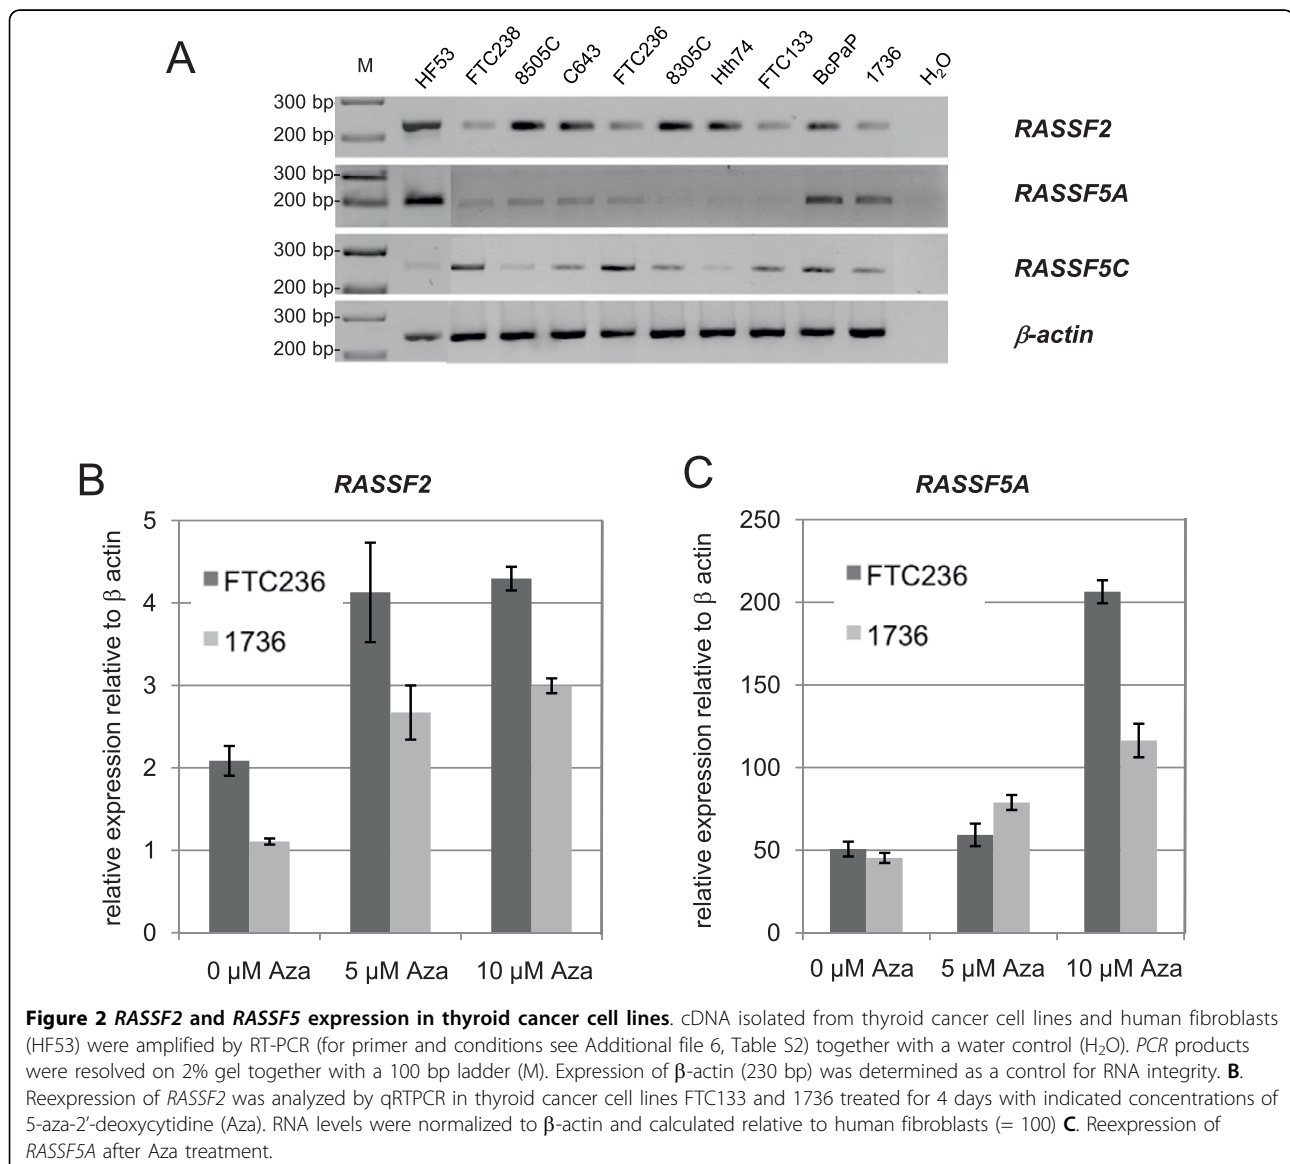 A
M HF53 FTC238 8505C C643 FTC236 8305C Hth74 FTC133 BcPaP 1736 H2O
300 bp-
200 bp-
RASSF2
300 bp-
200 bp-
RASSF5A
300 bp-
200 bp-
RASSF5C
300 bp-
200 bp-
β-actin
B
RASSF2
relative expression relative to β actin
5
4
3
2
1
0
FTC236
1736
0 µM Aza 5 µM Aza 10 µM Aza
C
RASSF5A
relative expression relative to β actin
250
200
150
100
50
0
FTC236
1736
0 µM Aza 5 µM Aza 10 µM Aza
Figure 2 RASSF2 and RASSF5 expression in thyroid cancer cell lines. cDNA isolated from thyroid cancer cell lines and human fibroblasts
(HF53) were amplified by RT-PCR (for primer and conditions see Additional file 6, Table S2) together with a water control (H2O). PCR products
were resolved on 2% gel together with a 100 bp ladder (M). Expression of β-actin (230 bp) was determined as a control for RNA integrity. B.
Reexpression of RASSF2 was analyzed by qRTPCR in thyroid cancer cell lines FTC133 and 1736 treated for 4 days with indicated concentrations of
5-aza-2′-deoxycytidine (Aza). RNA levels were normalized to β-actin and calculated relative to human fibroblasts (= 100) C. Reexpression of
RASSF5A after Aza treatment.